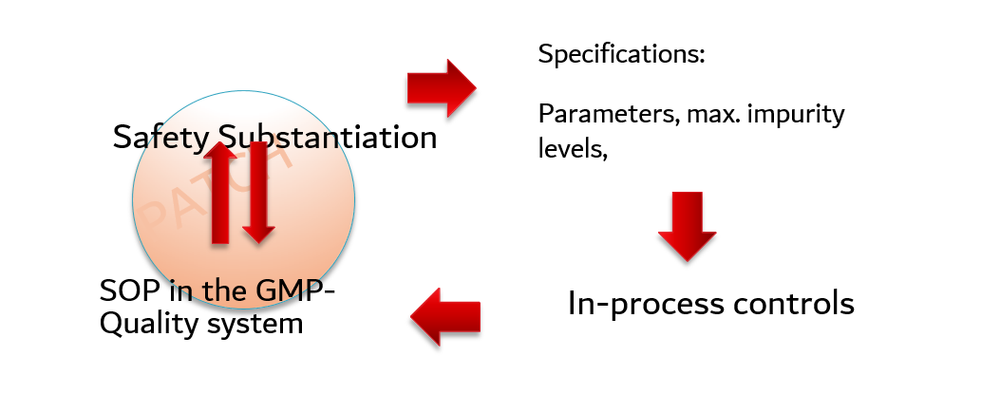 Specifications:
Parameters, max. impurity
levels,
Safety Substantiation
PATCH
SOP in the GMP-
Quality system
In-process controls